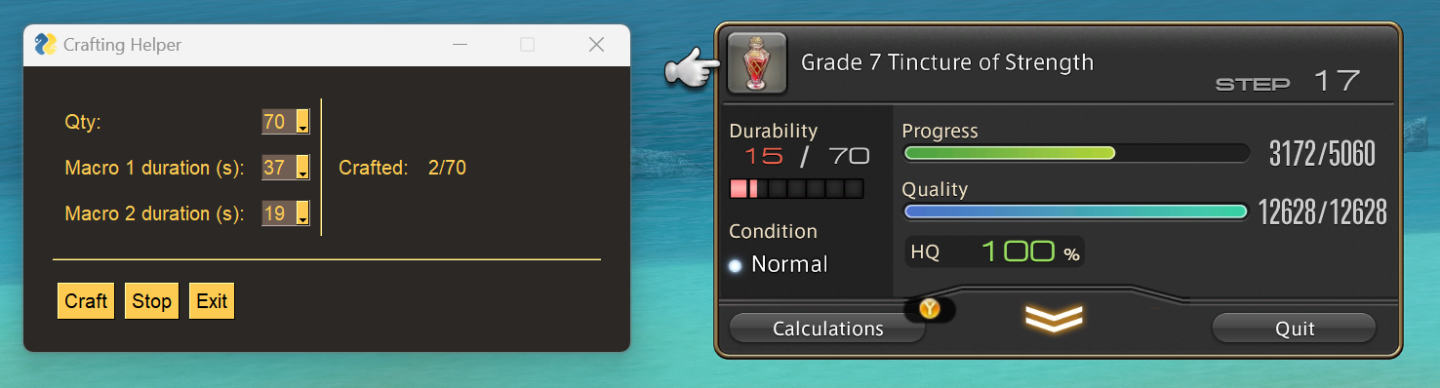 Crafting Helper
Qty: 70
Macro 1 duration (s): 37
Macro 2 duration (s): 19
Crafted: 2/70
Craft Stop Exit
Grade 7 Tincture of Strength
STEP 17
Durability
15 / 70
Condition
Normal
Progress
3172/5060
Quality
12628/12628
HQ 100 %
Y
Calculations
Quit